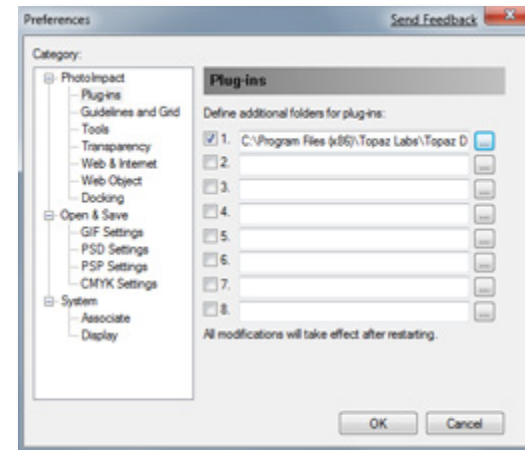 Preferences
Send Feedback
Category:
PhotoImpact
Plug-ins
Guidelines and Grid
Tools
Transparency
Web & Internet
Web Object
Docking
Open & Save
GIF Settings
PSD Settings
PSP Settings
CMYK Settings
System
Associate
Display
Plug-ins
Define additional folders for plug-ins:
1. C:\Program Files (x86)\Topaz Labs\Topaz D ...
2. ...
3. ...
4. ...
5. ...
6. ...
7. ...
8. ...
All modifications will take effect after restarting.
OK Cancel